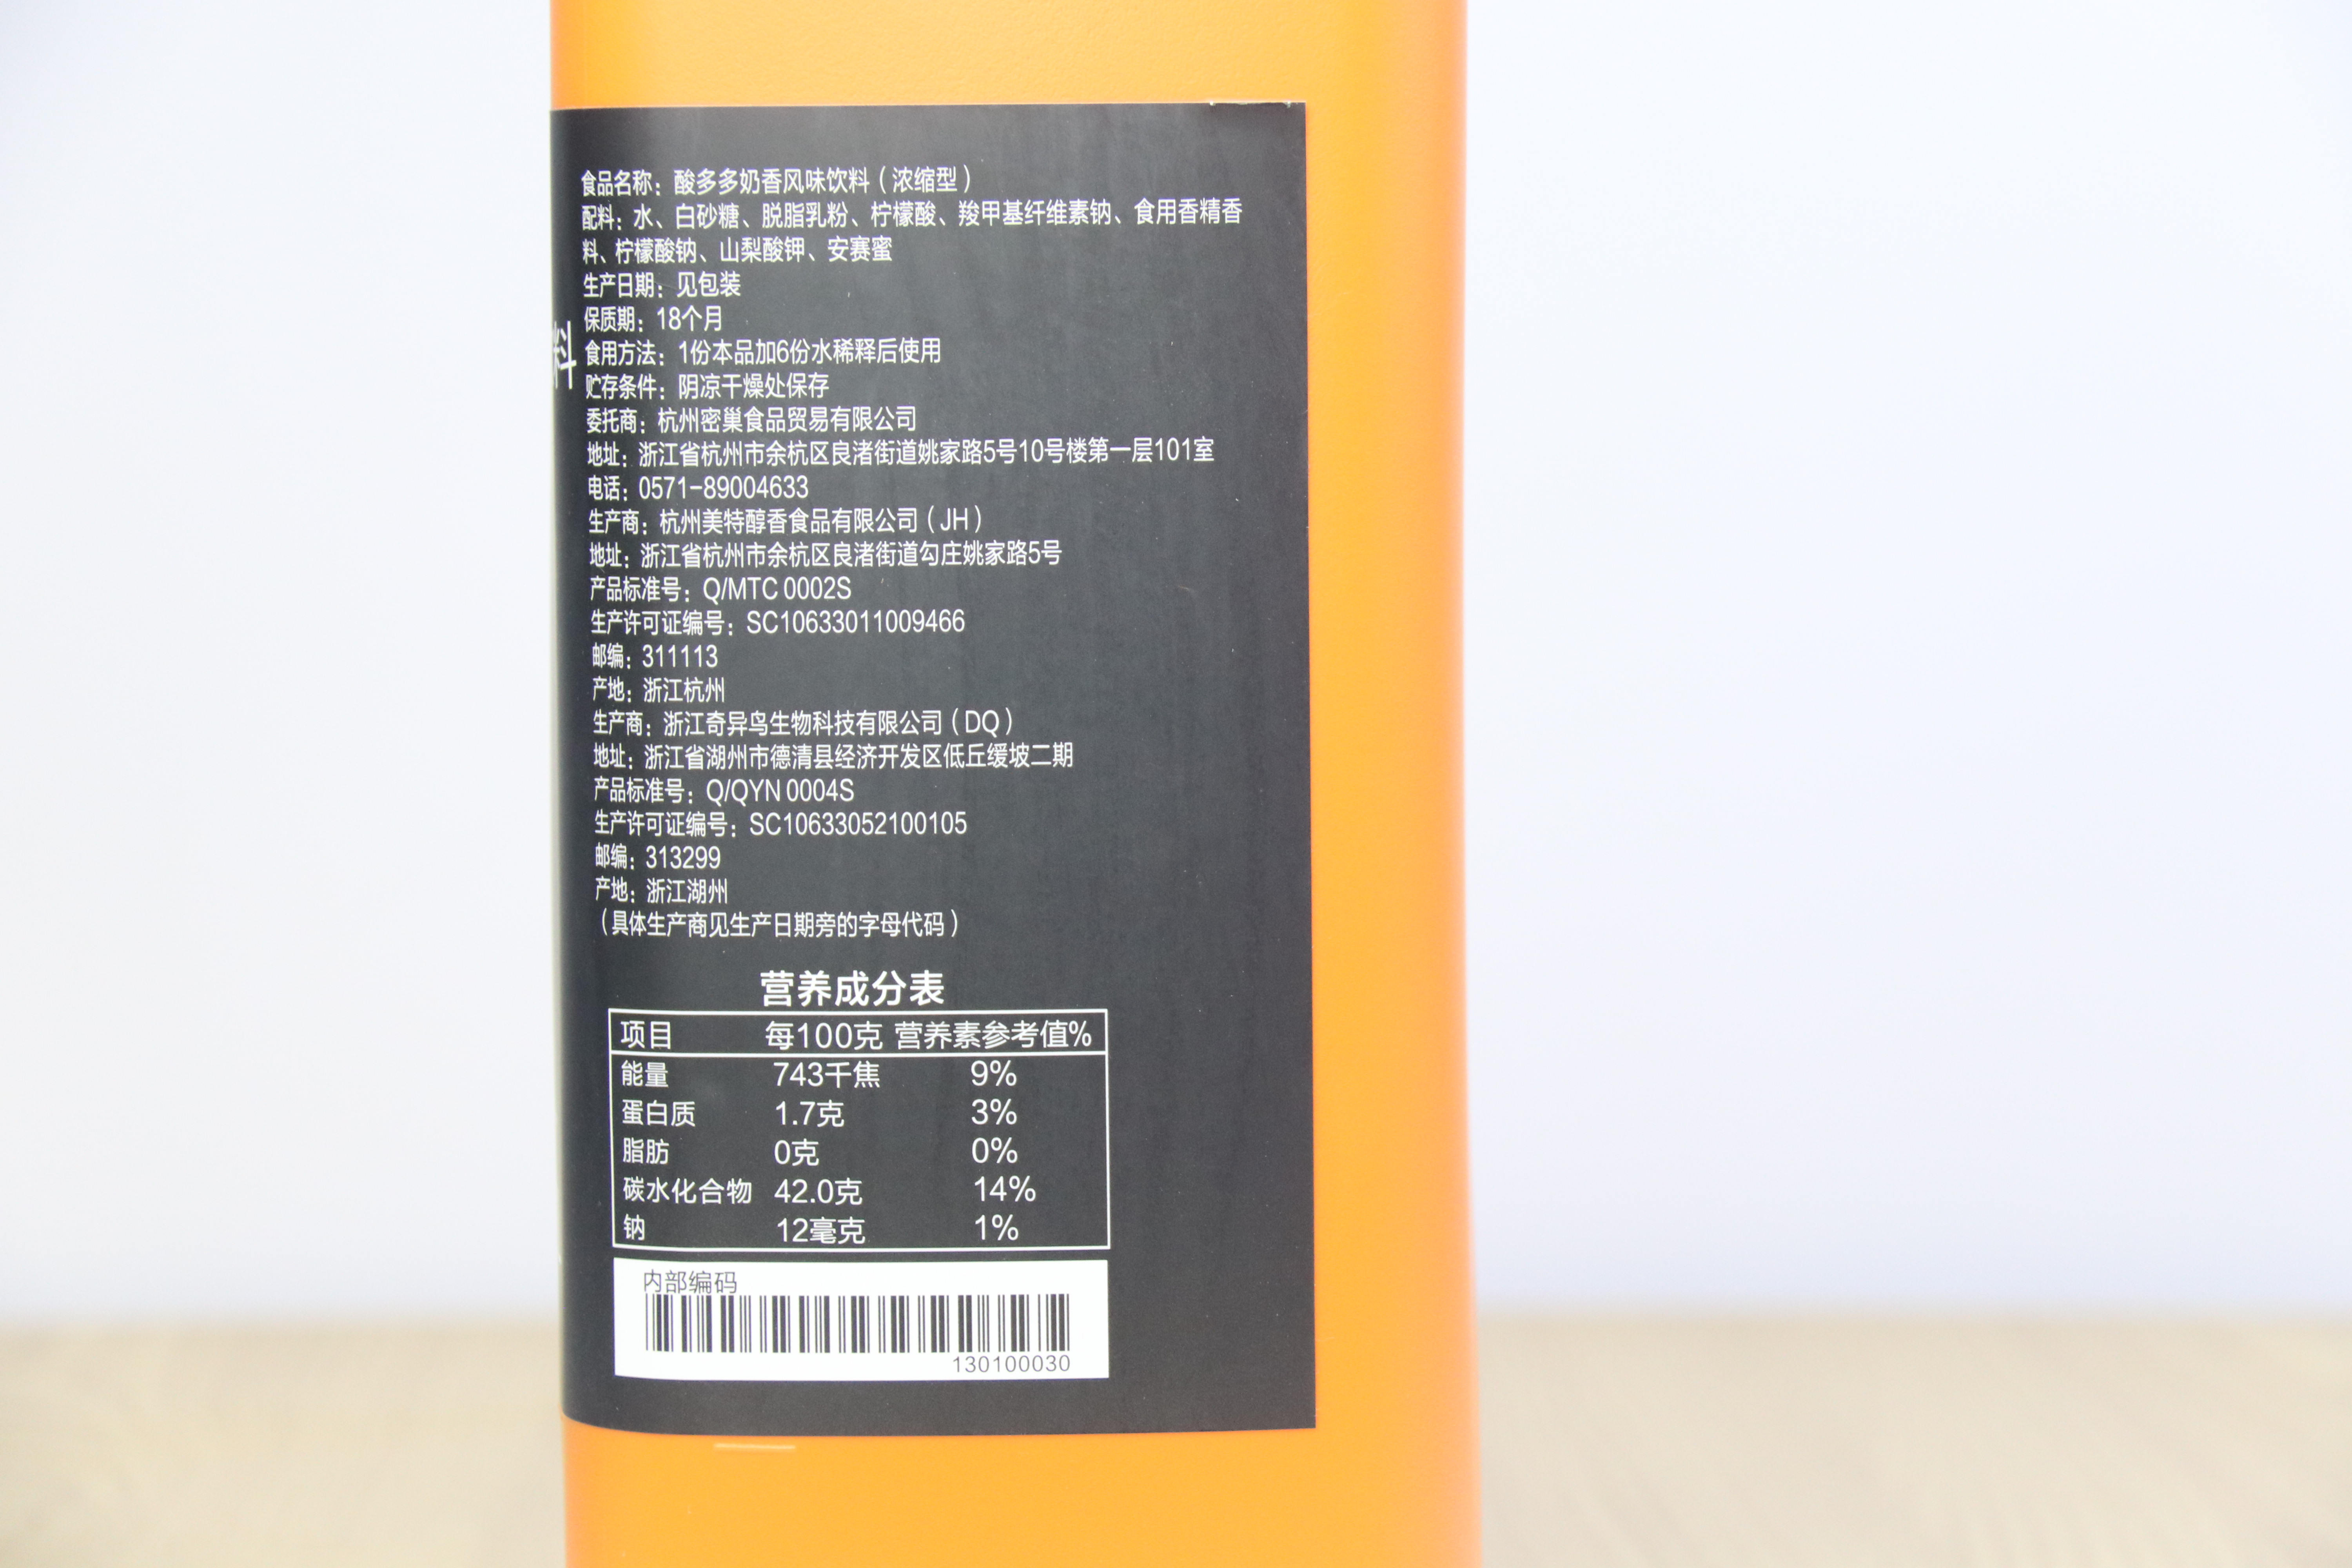 食品名称：酸多多奶香风味饮料（浓缩型）
配料：水、白砂糖、脱脂乳粉、柠檬酸、羧甲基纤维素钠、食用香精香
料、柠檬酸钠、山梨酸钾、安赛蜜
生产日期：见包装
保质期：18个月
料
食用方法：1份本品加6份水稀释后使用
贮存条件：阴凉干燥处保存
委托商：杭州密巢食品贸易有限公司
地址：浙江省杭州市余杭区良渚街道姚家路5号10号楼第一层101室
电话：0571-89004633
生产商：杭州美特醇香食品有限公司（JH）
地址：浙江省杭州市余杭区良渚街道勾庄姚家路5号
产品标准号：Q/MTC 0002S
生产许可证编号：SC10633011009466
邮编：311113
产地：浙江杭州
生产商：浙江奇异鸟生物科技有限公司（DQ）
地址：浙江省湖州市德清县经济开发区低丘缓坡二期
产品标准号：Q/QYN 0004S
生产许可证编号：SC10633052100105
邮编：313299
产地：浙江湖州
（具体生产商见生产日期旁的字母代码）
营养成分表
项目 每100克 营养素参考值%
能量 743千焦 9%
蛋白质 1.7克 3%
脂肪 0克 0%
碳水化合物 42.0克 14%
钠 12毫克 1%
内部编码
130100030